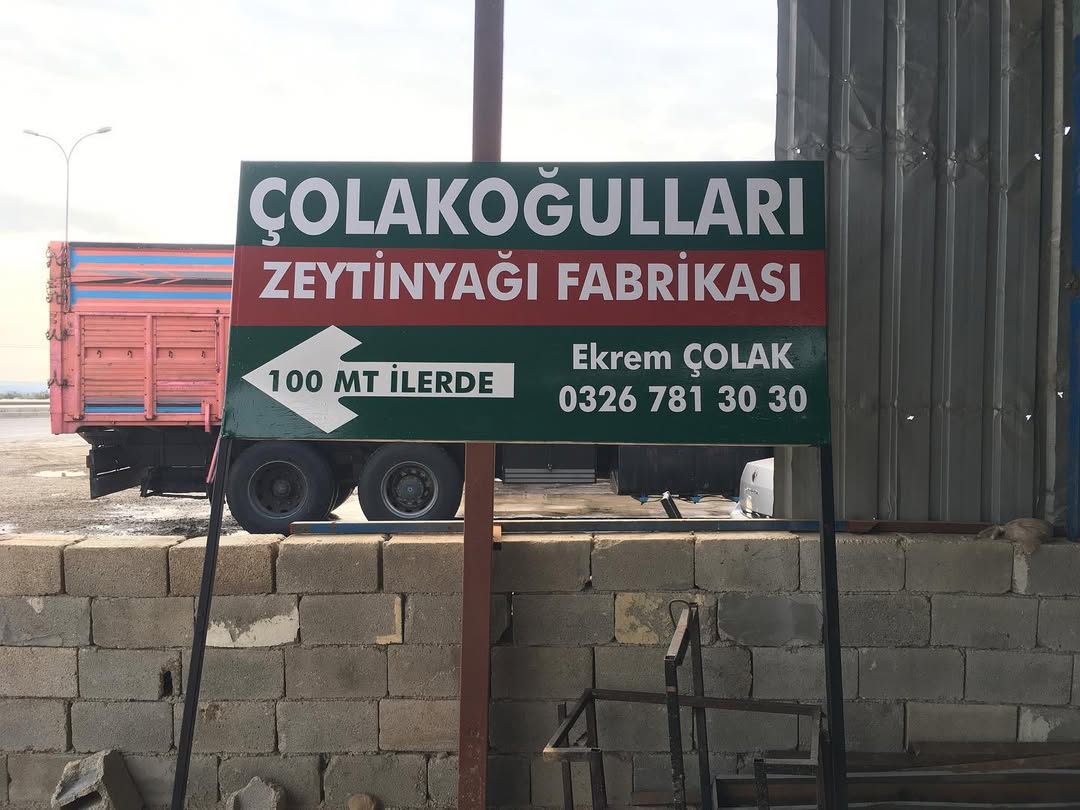 ÇOLAKOĞULLARI
ZEYTİNYAĞI FABRİKASI
100 MT İLERDE
Ekrem ÇOLAK
0326 781 30 30